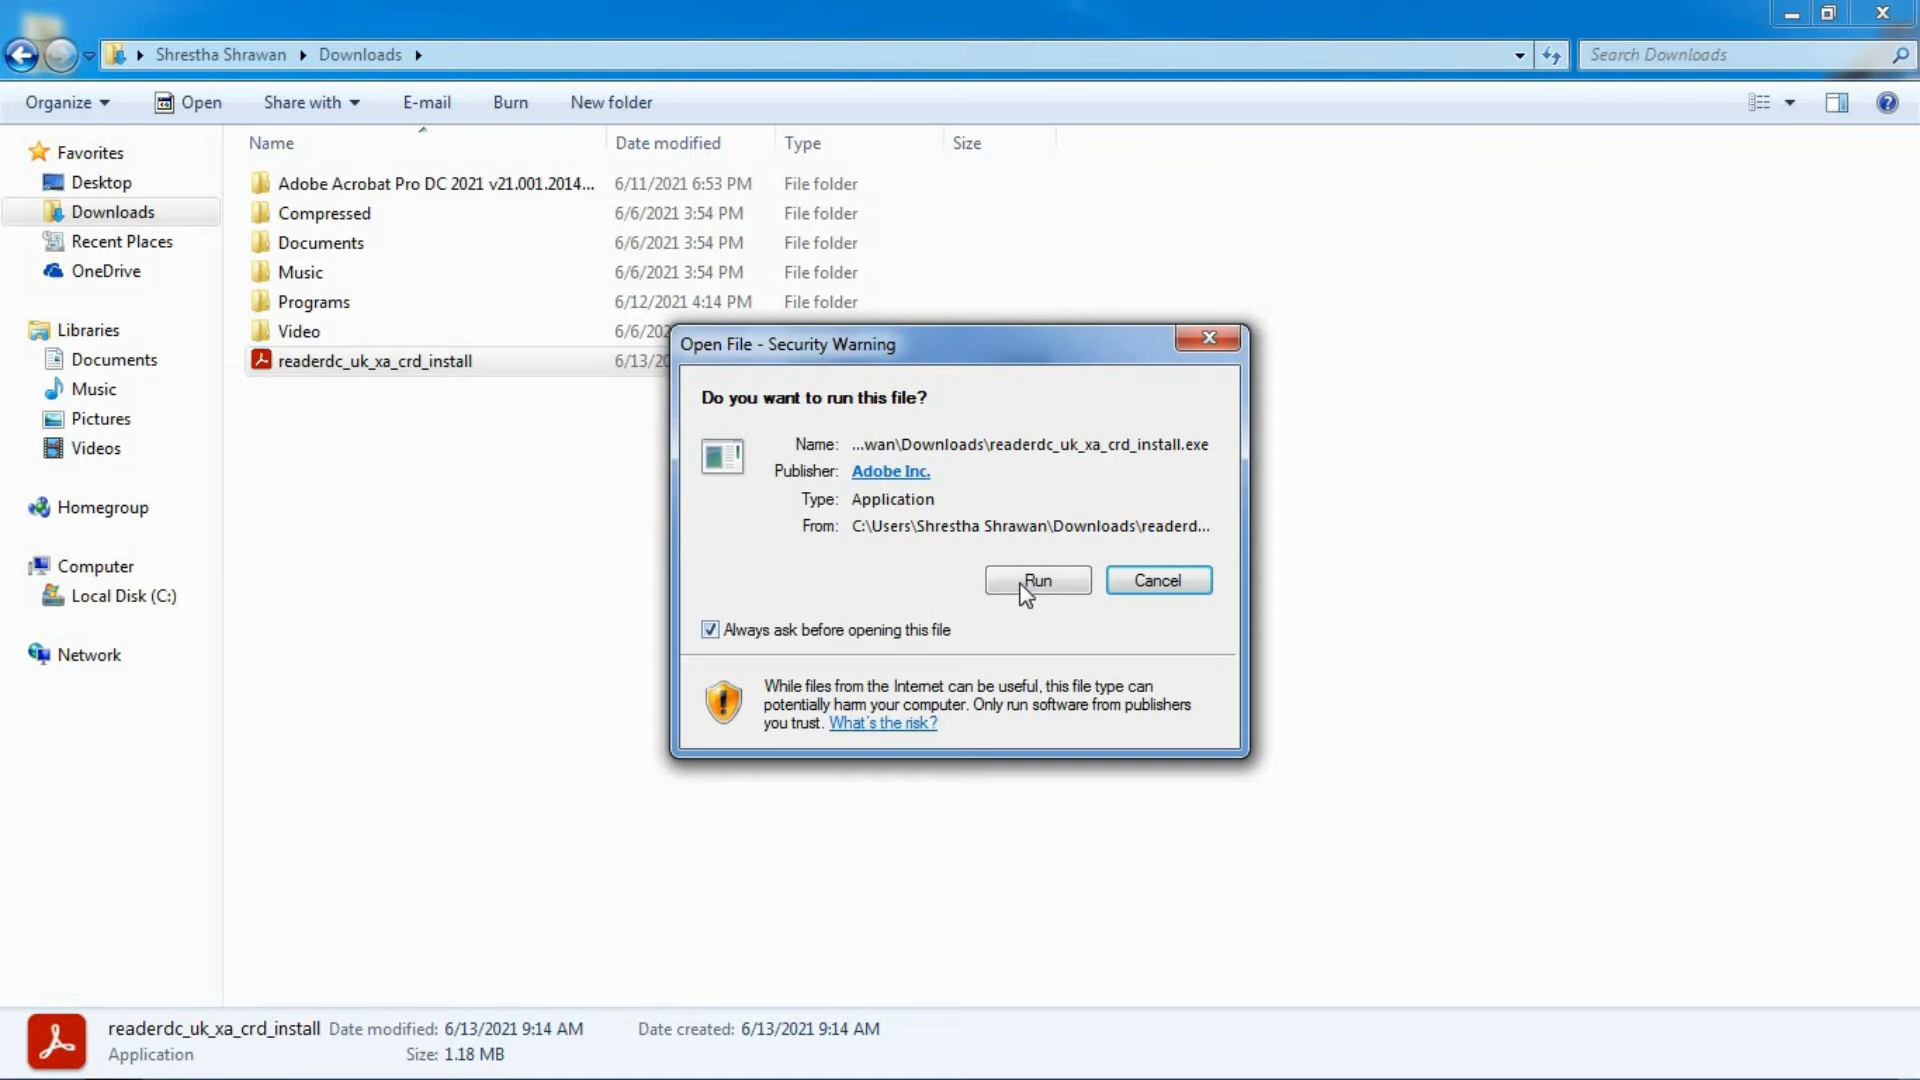 Shrestha Shrawan Downloads
Search Downloads
Organize Open Share with E-mail Burn New folder
Name Date modified Type Size
Favorites
Desktop
Downloads
Recent Places
OneDrive
Libraries
Documents
Music
Pictures
Videos
Homegroup
Computer
Local Disk (C:)
Network
Adobe Acrobat Pro DC 2021 v21.001.2014... 6/11/2021 6:53 PM File folder
Compressed 6/6/2021 3:54 PM File folder
Documents 6/6/2021 3:54 PM File folder
Music 6/6/2021 3:54 PM File folder
Programs 6/12/2021 4:14 PM File folder
Video 6/6/202
readerdc_uk_xa_crd_install 6/13/20
Open File - Security Warning
Do you want to run this file?
Name: ...wan\Downloads\readerdc_uk_xa_crd_install.exe
Publisher: Adobe Inc.
Type: Application
From: C:\Users\Shrestha Shrawan\Downloads\readerd...
Run Cancel
Always ask before opening this file
While files from the Internet can be useful, this file type can
potentially harm your computer. Only run software from publishers
you trust. What's the risk?
readerdc_uk_xa_crd_install Date modified: 6/13/2021 9:14 AM Date created: 6/13/2021 9:14 AM
Application Size: 1.18 MB